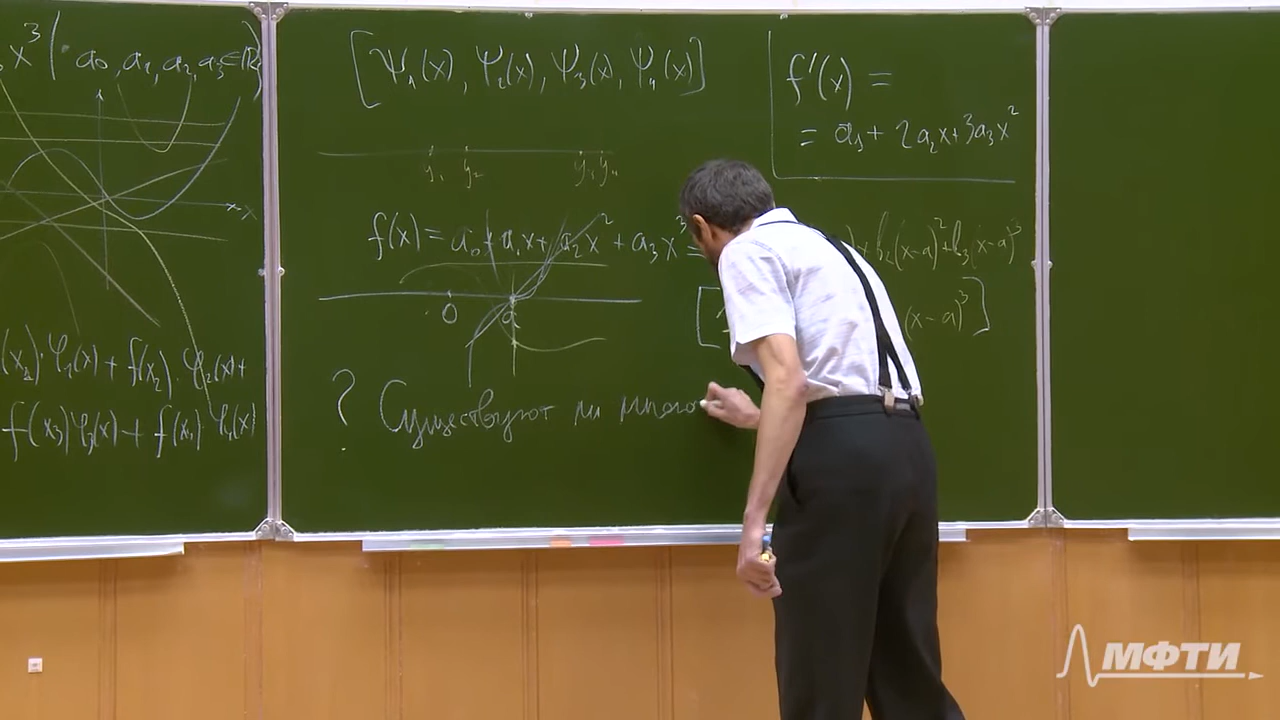 x³ | a₀, a₁, a₂, a₃ ∈ ℝ)
x
(x₂)·φ₁(x) + f(x₂)·φ₂(x) +
f(x₃)φ₃(x) + f(x₁) φ₄(x)
[Ψ₁(x), Ψ₂(x), Ψ₃(x), Ψ₄(x)]
y₁ y₂ y₃ y₄
f(x) = a₀ + a₁x + a₂x² + a₃x³ =
0 a
? Существуют ли много
f'(x) =
= a₁ + 2a₂x + 3a₃x²
b₂(x-a)² + b₃(x-a)³
[ (x-a)³]
МФТИ